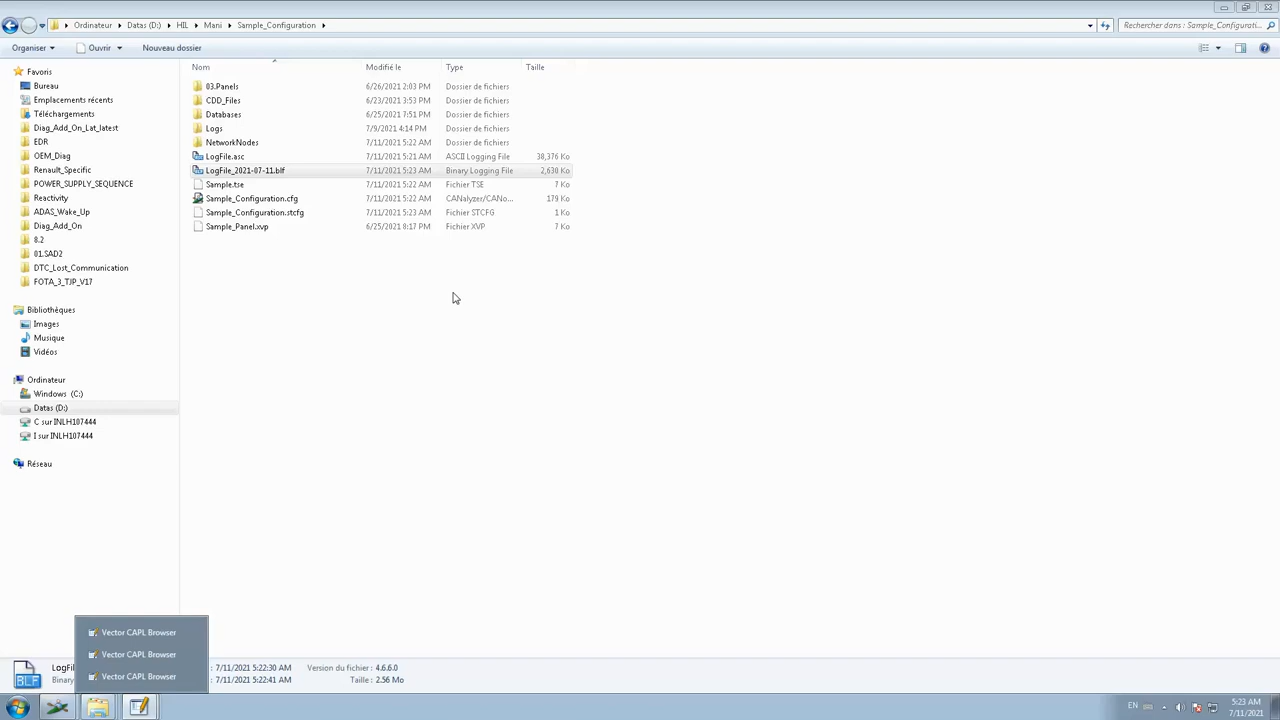 Ordinateur Datas (D:) HIL Mani Sample_Configuration
Rechercher dans : Sample_Configurati...
Organiser Ouvrir Nouveau dossier
Nom Modifié le Type Taille
Favoris
Bureau
Emplacements récents
Téléchargements
Diag_Add_On_Lat_latest
EDR
OEM_Diag
Renault_Specific
POWER_SUPPLY_SEQUENCE
Reactivity
ADAS_Wake_Up
Diag_Add_On
8.2
01.SAD2
DTC_Lost_Communication
FOTA_3_TJP_V17
Bibliothèques
Images
Musique
Vidéos
Ordinateur
Windows (C:)
Datas (D:)
C sur INLH107444
I sur INLH107444
Réseau
03.Panels 6/26/2021 2:03 PM Dossier de fichiers
CDD_Files 6/23/2021 3:53 PM Dossier de fichiers
Databases 6/25/2021 7:51 PM Dossier de fichiers
Logs 7/9/2021 4:14 PM Dossier de fichiers
NetworkNodes 7/11/2021 5:22 AM Dossier de fichiers
LogFile.asc 7/11/2021 5:21 AM ASCII Logging File 38,376 Ko
LogFile_2021-07-11.blf 7/11/2021 5:23 AM Binary Logging File 2,630 Ko
Sample.tse 7/11/2021 5:22 AM Fichier TSE 7 Ko
Sample_Configuration.cfg 7/11/2021 5:22 AM CANalyzer/CANo... 179 Ko
Sample_Configuration.stcfg 7/11/2021 5:23 AM Fichier STCFG 1 Ko
Sample_Panel.xvp 6/25/2021 8:17 PM Fichier XVP 7 Ko
Vector CAPL Browser
Vector CAPL Browser
Vector CAPL Browser
BLF
LogFil : 7/11/2021 5:22:30 AM Version du fichier : 4.6.6.0
Binary : 7/11/2021 5:22:41 AM Taille : 2.56 Mo
EN 5:23 AM
7/11/2021